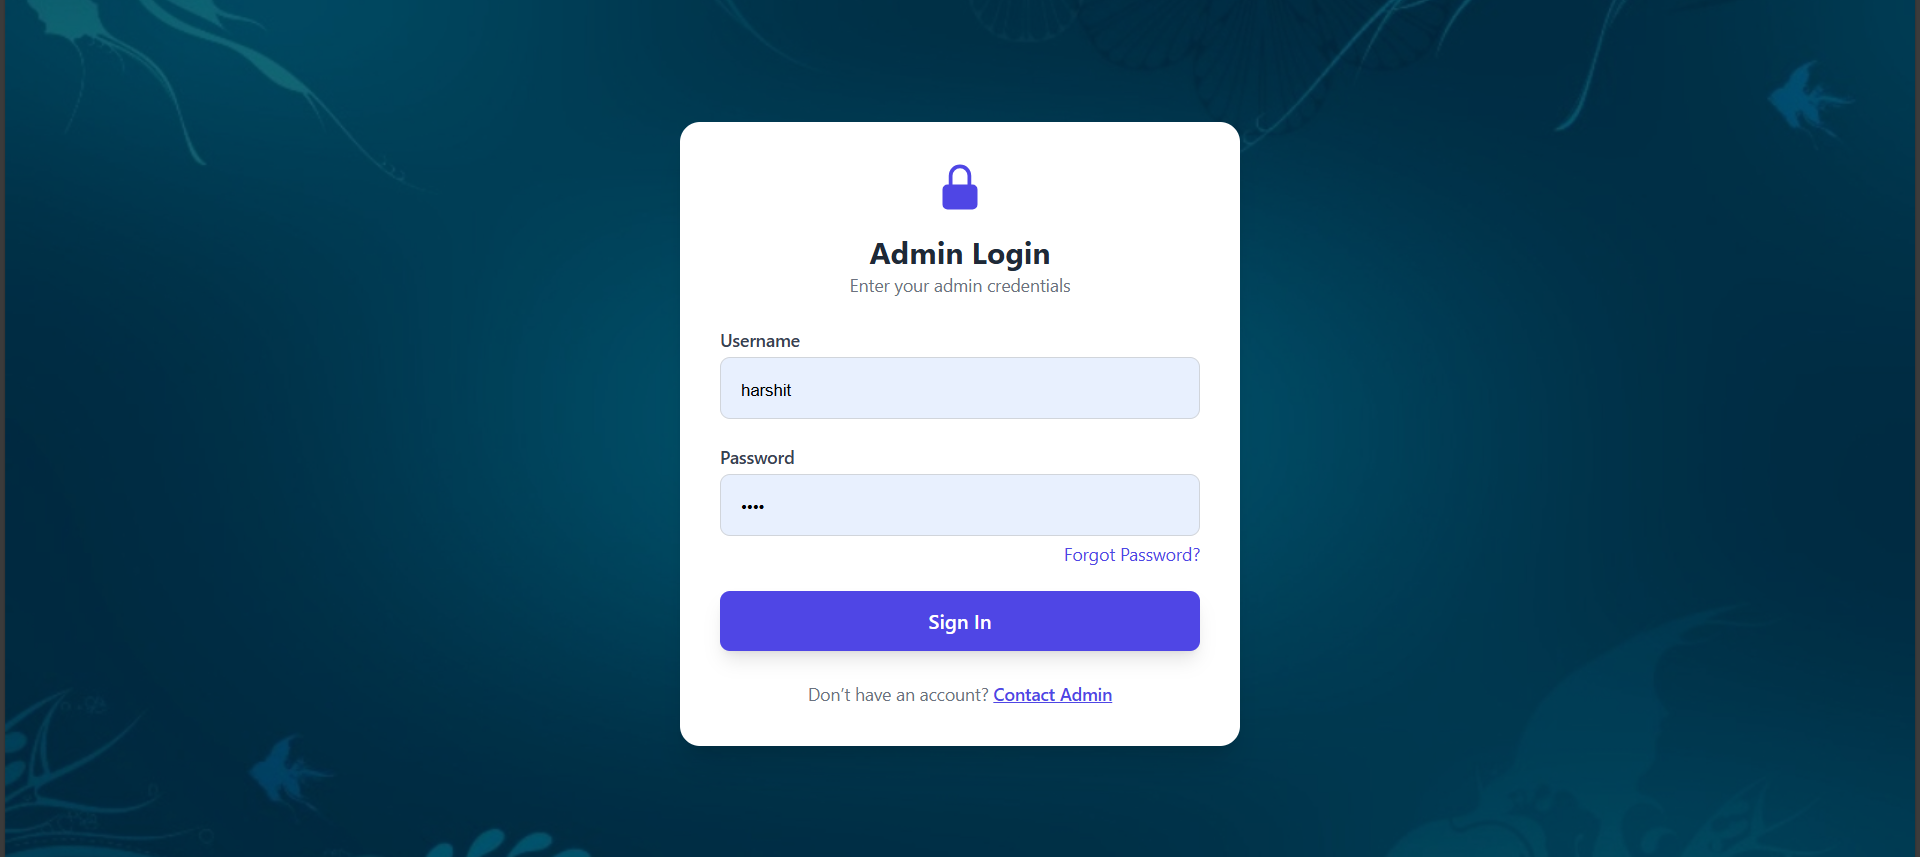 Admin Login
Enter your admin credentials
Username
harshit
Password
••••
Forgot Password?
Sign In
Don't have an account? Contact Admin